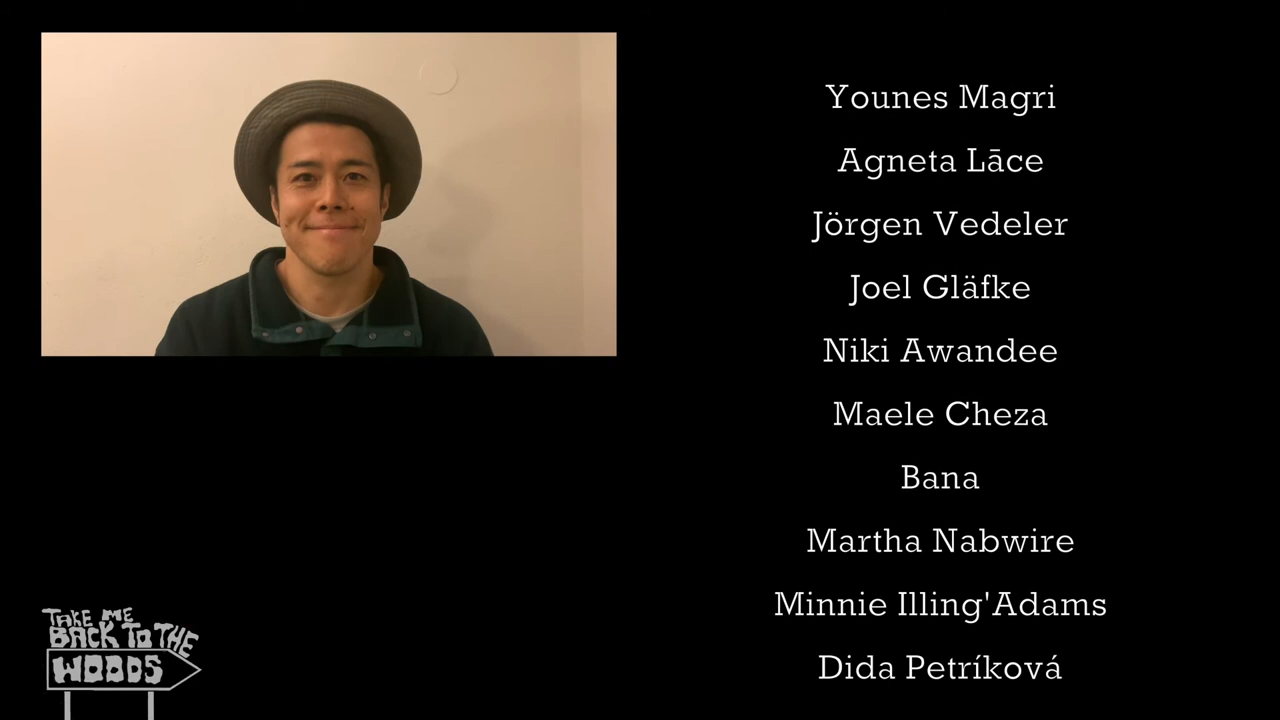 Younes Magri
Agneta Lāce
Jörgen Vedeler
Joel Gläfke
Niki Awandee
Maele Cheza
Bana
Martha Nabwire
Minnie Illing'Adams
Dida Petríková
TAKE ME
BACK TO THE
WOODS